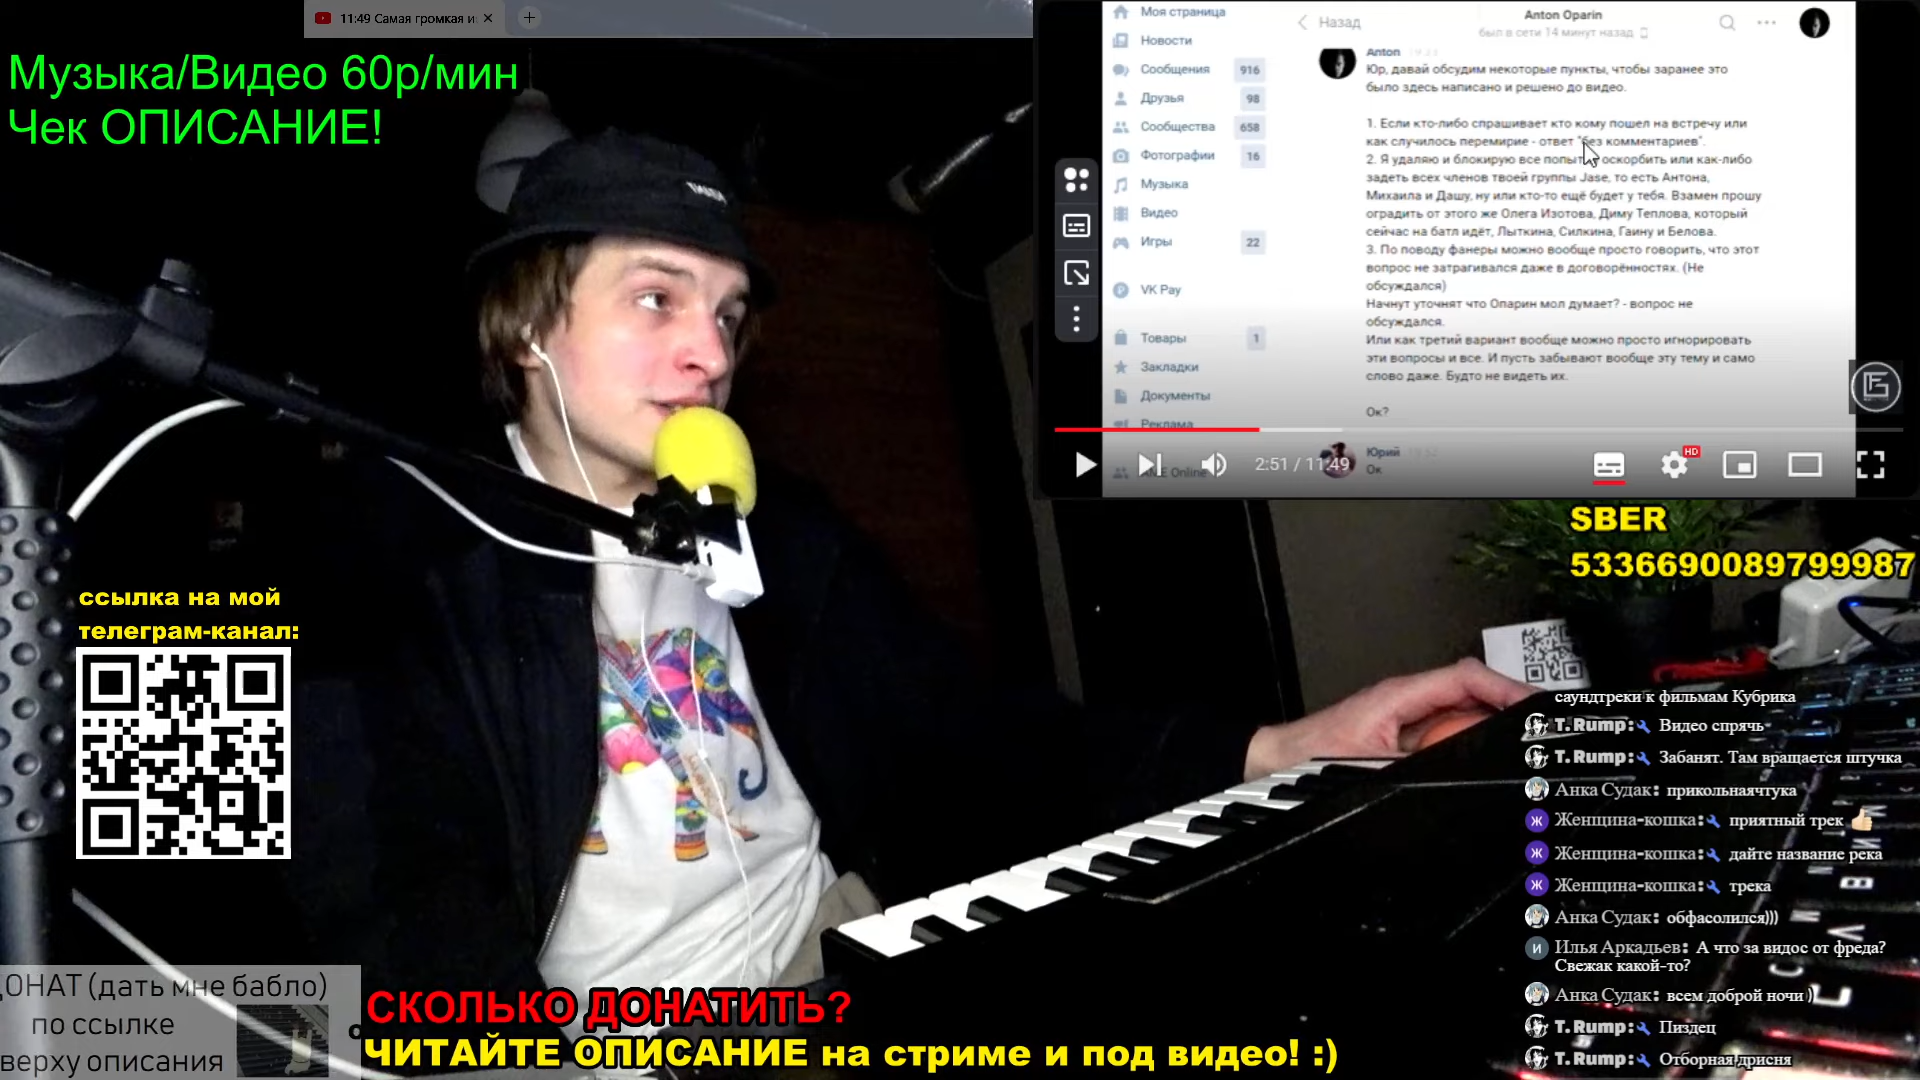 11:49 Самая громкая и
Музыка/Видео 60р/мин
Чек ОПИСАНИЕ!
Моя страница
Новости
Сообщения 916
Друзья 98
Сообщества 658
Фотографии 16
Музыка
Видео
Игры 22
VK Pay
Товары 1
Закладки
Документы
Реклама
Online
Назад
Anton Oparin
был в сети 14 минут назад
Anton
Юр, давай обсудим некоторые пункты, чтобы заранее это
было здесь написано и решено до видео.
1. Если кто-либо спрашивает кто кому пошел на встречу или
как случилось перемирие - ответ "без комментариев".
2. Я удаляю и блокирую все попыт оскорбить или как-либо
задеть всех членов твоей группы Jase, то есть Антона,
Михаила и Дашу, ну или кто-то ещё будет у тебя. Взамен прошу
оградить от этого же Олега Изотова, Диму Теплова, который
сейчас на батл идёт, Лыткина, Силкина, Гаину и Белова.
3. По поводу фанеры можно вообще просто говорить, что этот
вопрос не затрагивался даже в договорённостях. (Не
обсуждался)
Начнут уточнят что Опарин мол думает? - вопрос не
обсуждался.
Или как третий вариант вообще можно просто игнорировать
эти вопросы и все. И пусть забывают вообще эту тему и само
слово даже. Будто не видеть их.
Ок?
Юрий
Ок
2:51 / 11:49
HD
SBER
5336690089799987
ссылка на мой
телеграм-канал:
саундтреки к фильмам Кубрика
T.Rump: Видео спрячь
T.Rump: Забанят. Там вращается штучка
Анка Судак: прикольнаячтука
Ж Женщина-кошка: приятный трек
Ж Женщина-кошка: дайте название река
Ж Женщина-кошка: трека
Анка Судак: обфасолился)))
И Илья Аркадьев: А что за видос от фреда?
Свежак какой-то?
Анка Судак: всем доброй ночи )
T.Rump: Пиздец
T.Rump: Отборная дрисня
ОНАТ (дать мне бабло)
по ссылке
верху описания
СКОЛЬКО ДОНАТИТЬ?
ЧИТАЙТЕ ОПИСАНИЕ на стриме и под видео! :)